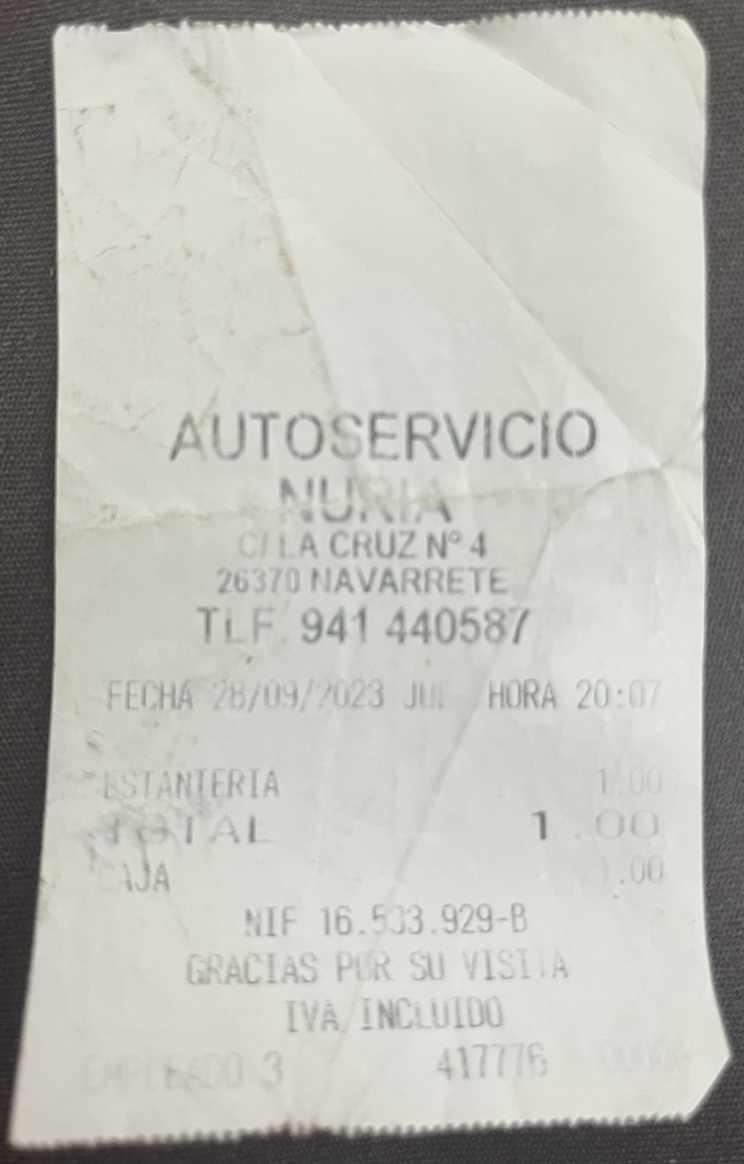 AUTOSERVICIO
NURIA
C/ LA CRUZ Nº 4
26370 NAVARRETE
TLF. 941 440587
FECHA 28/09/2023 JUE HORA 20:07
ESTANTERIA 1.00
TOTAL 1.00
CAJA 1.00
NIF 16.533.929-B
GRACIAS POR SU VISITA
IVA INCLUIDO
EMPLEADO 3 417776